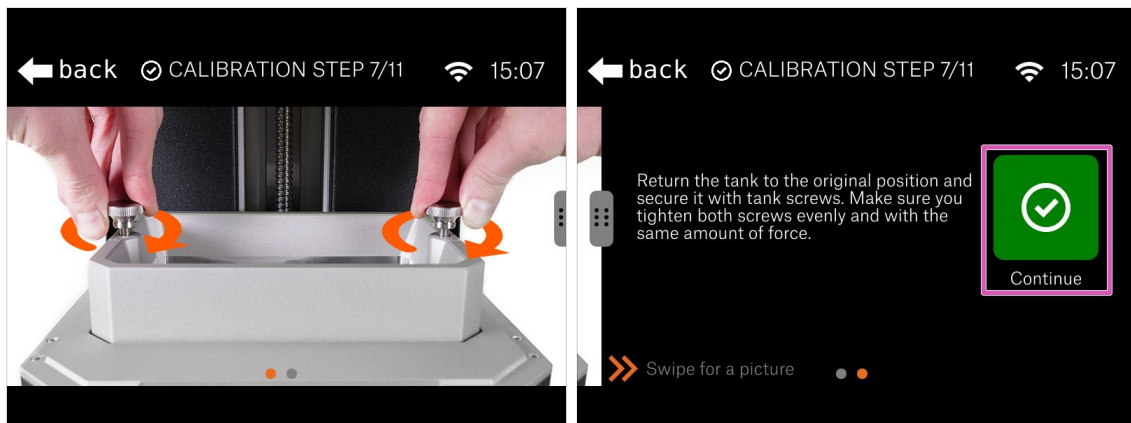 back
CALIBRATION STEP 7/11
15:07
back
CALIBRATION STEP 7/11
15:07
Return the tank to the original position and
secure it with tank screws. Make sure you
tighten both screws evenly and with the
same amount of force.
Continue
Swipe for a picture